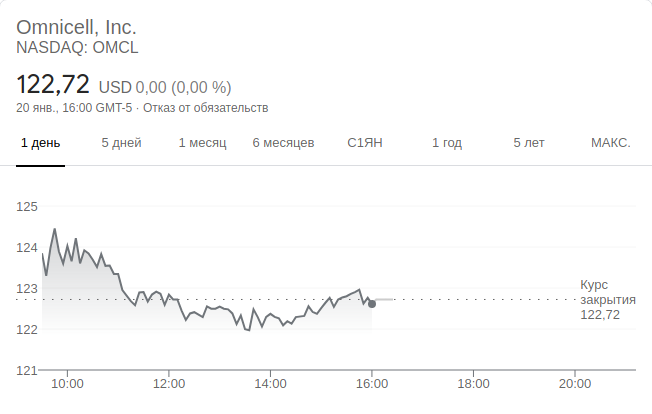 Omnicell, Inc.
NASDAQ: OMCL
122,72 USD 0,00 (0,00 %)
20 янв., 16:00 GMT-5 · Отказ от обязательств
1 день 5 дней 1 месяц 6 месяцев С1ЯН 1 год 5 лет МАКС.
125
124
123
122
121
Курс
закрытия
122,72
10:00 12:00 14:00 16:00 18:00 20:00